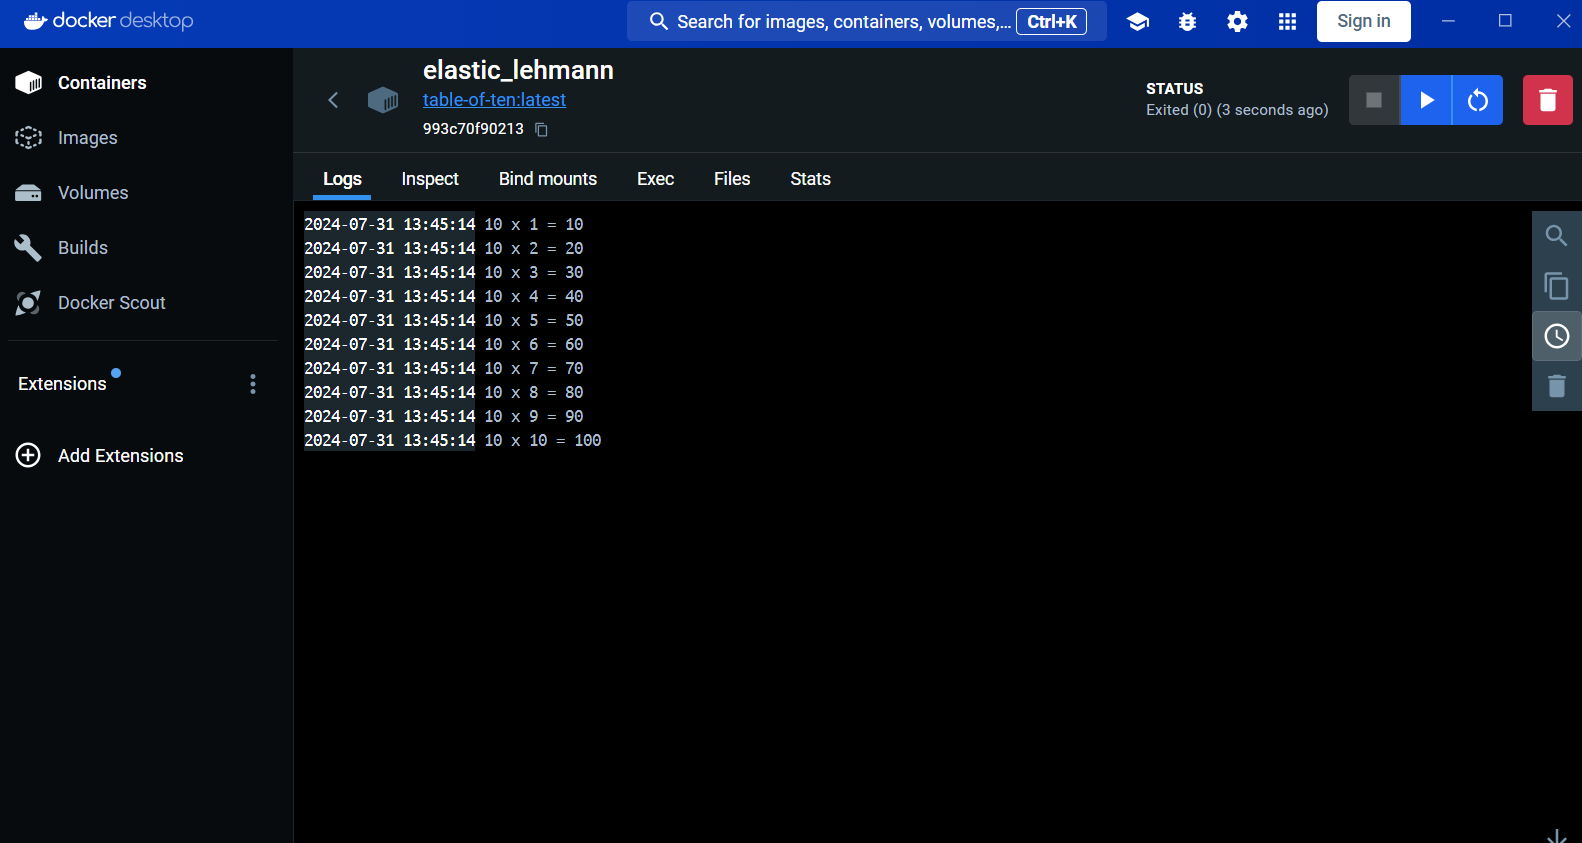 docker desktop
Search for images, containers, volumes,... Ctrl+K
Sign in
Containers
Images
Volumes
Builds
Docker Scout
Extensions
Add Extensions
elastic_lehmann
table-of-ten:latest
993c70f90213
STATUS
Exited (0) (3 seconds ago)
Logs Inspect Bind mounts Exec Files Stats
2024-07-31 13:45:14 10 x 1 = 10
2024-07-31 13:45:14 10 x 2 = 20
2024-07-31 13:45:14 10 x 3 = 30
2024-07-31 13:45:14 10 x 4 = 40
2024-07-31 13:45:14 10 x 5 = 50
2024-07-31 13:45:14 10 x 6 = 60
2024-07-31 13:45:14 10 x 7 = 70
2024-07-31 13:45:14 10 x 8 = 80
2024-07-31 13:45:14 10 x 9 = 90
2024-07-31 13:45:14 10 x 10 = 100